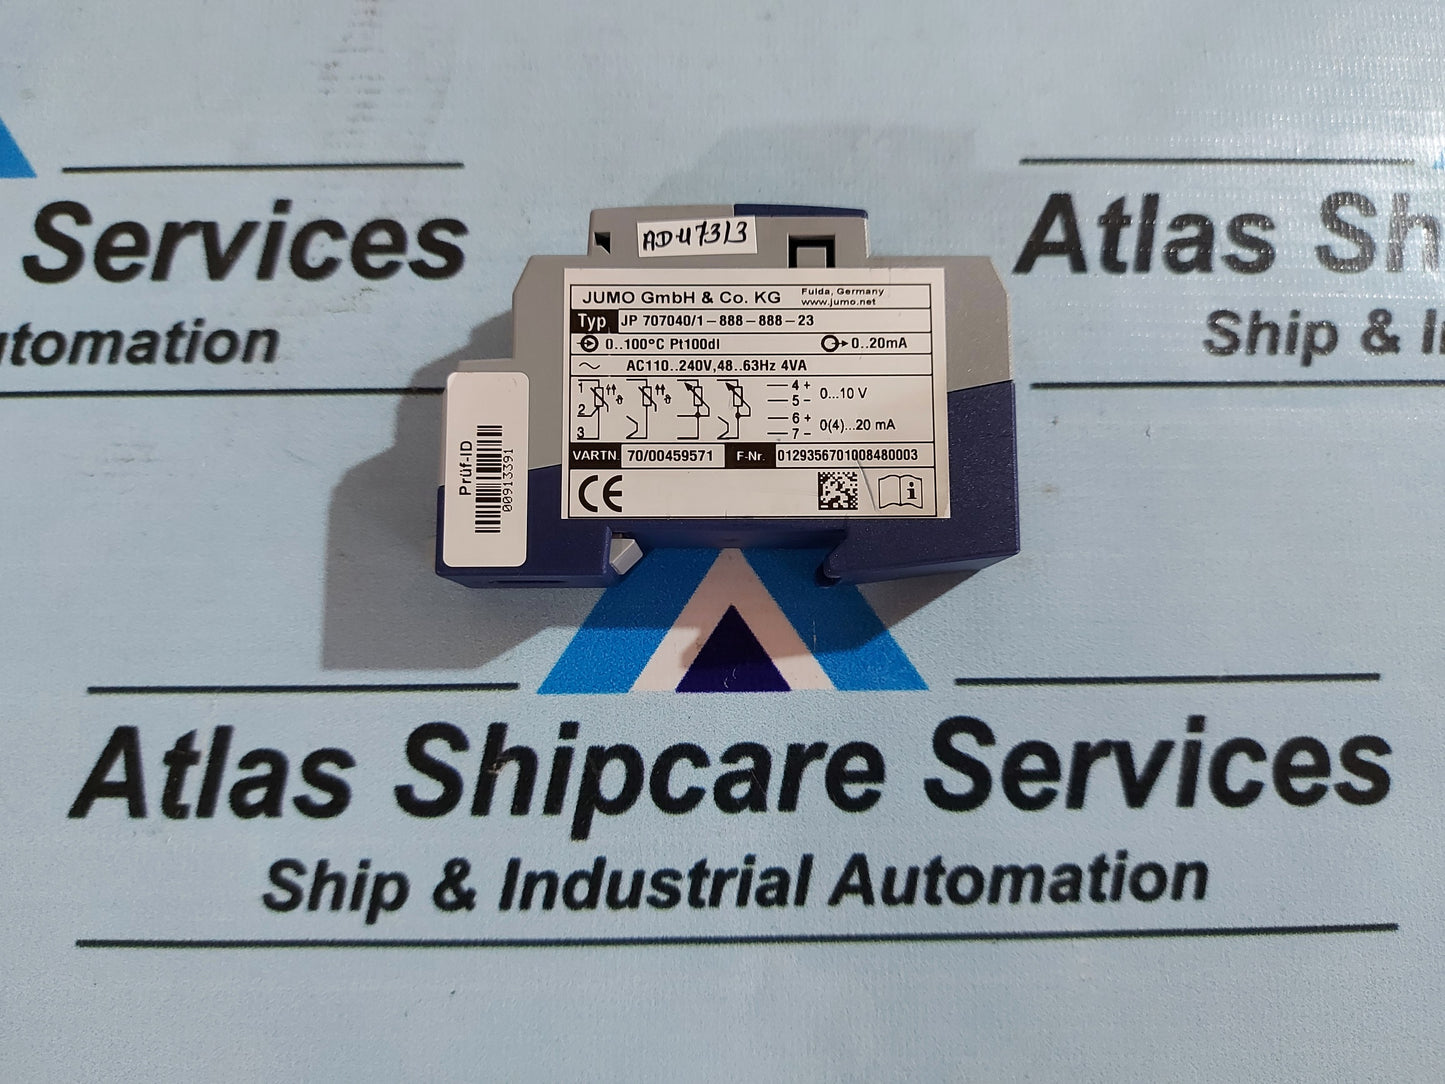 Services
utomation
Atlas Sh
Ship & I
AD47313
JUMO GmbH & Co. KG
Fulda, Germany
www.jumo.net
Typ JP 707040/1-888-888-23
0..100°C Pt100dl 0..20mA
AC110..240V,48..63Hz 4VA
1
2
3
4 +
5 -
0...10 V
6 +
7 -
0(4)...20 mA
VARTN. 70/00459571 F-Nr. 0129356701008480003
CE
i
Prüf-ID
00913391
Atlas Shipcare Services
Ship & Industrial Automation